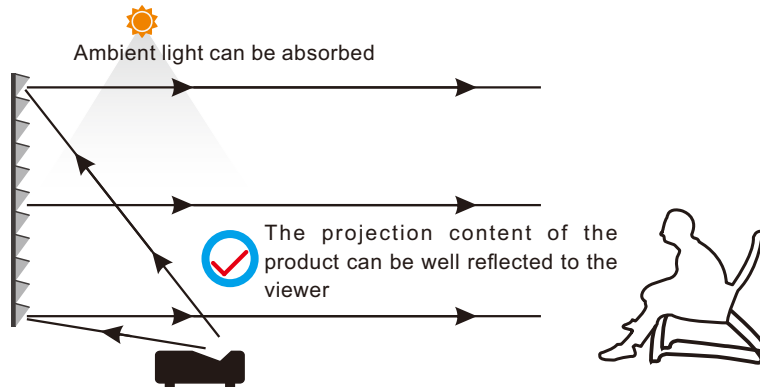 Ambient light can be absorbed
The projection content of the
product can be well reflected to the
viewer